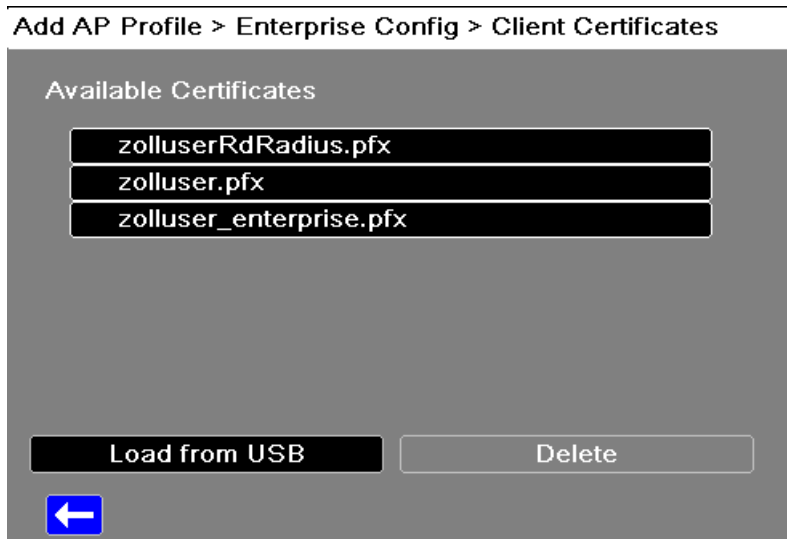 Add AP Profile > Enterprise Config > Client Certificates
Available Certificates
zolluserRdRadius.pfx
zolluser.pfx
zolluser_enterprise.pfx
Load from USB
Delete